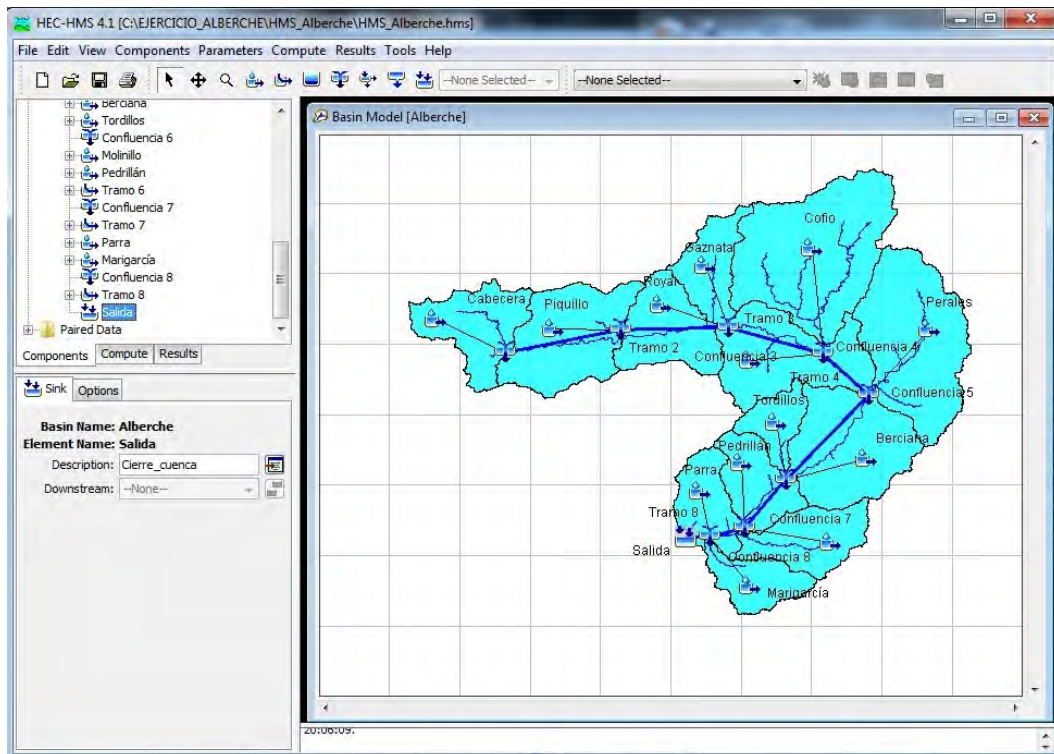 HEC-HMS 4.1 [C:\EJERCICIO_ALBERCHE\HMS_Alberche\HMS_Alberche.hms]
File Edit View Components Parameters Compute Results Tools Help
--None Selected--
--None Selected--
Berciana
Tordillos
Confluencia 6
Molinillo
Pedrillán
Tramo 6
Confluencia 7
Tramo 7
Parra
Marigarcía
Confluencia 8
Tramo 8
Salida
Paired Data
Components Compute Results
Sink Options
Basin Name: Alberche
Element Name: Salida
Description: Cierre_cuenca
Downstream: --None--
Basin Model [Alberche]
Cofio
Gaznata
Royal
Cabecera
Piquillo
Perales
Tramo 3
Tramo 2
Confluencia 3
Confluencia 4
Tramo 4
Confluencia 5
Tordillos
Pedrillán
Berciana
Parra
Tramo 8
Confluencia 7
Salida
Confluencia 8
Marigarcía
20:06:09.